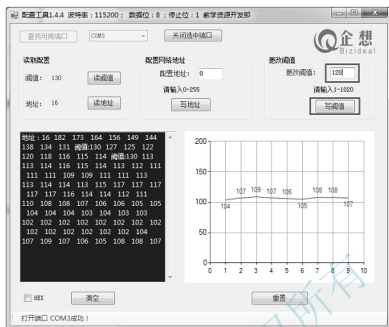 配置工具1.4.4 波特率：115200； 数据位：8 ；停止位：1 教学资源开发部
查找可用端口 COM3 关闭选中端口
企想
Bizideal
读取配置 配置网络地址 更改阈值
阈值： 130 读阈值 配置地址： 0 更改阈值： 120
请输入0-255 请输入1-1020
地址： 16 读地址 写地址 写阈值
地址：16 182 173 164 156 149 144
138 134 131 阈值:130 127 125 122
120 118 116 115 114 阈值:130 113
113 114 116 115 114 113 112 111
111 111 109 109 111 111 113
113 114 114 113 115 117 117 117
117 117 116 114 114 112 111
110 108 108 107 106 106 105 105
104 104 104 103 104 103 103
102 102 102 102 102 102 102 102
102 102 102 102 102 102 104
107 109 107 106 105 108 108 107
200
150
100
50
0
104 107 109 107 106 105 108 108 107
0 1 2 3 4 5 6 7 8 9 10
HEX 清空 重置
打开端口 COM3成功！